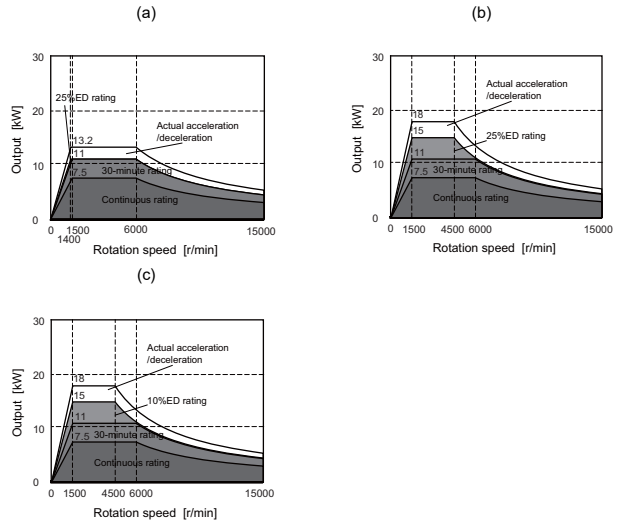 (a)
Output [kW]
30
20
10
0
25%ED rating
Actual acceleration
/deceleration
13.2
11
30-minute rating
7.5
Continuous rating
0 1500 6000 15000
1400
Rotation speed [r/min]
(b)
Output [kW]
30
20
10
0
Actual acceleration
/deceleration
18
25%ED rating
15
11
30-minute rating
7.5
Continuous rating
0 1500 4500 6000 15000
Rotation speed [r/min]
(c)
Output [kW]
30
20
10
0
Actual acceleration
/deceleration
18
10%ED rating
15
11
30-minute rating
7.5
Continuous rating
0 1500 4500 6000 15000
Rotation speed [r/min]